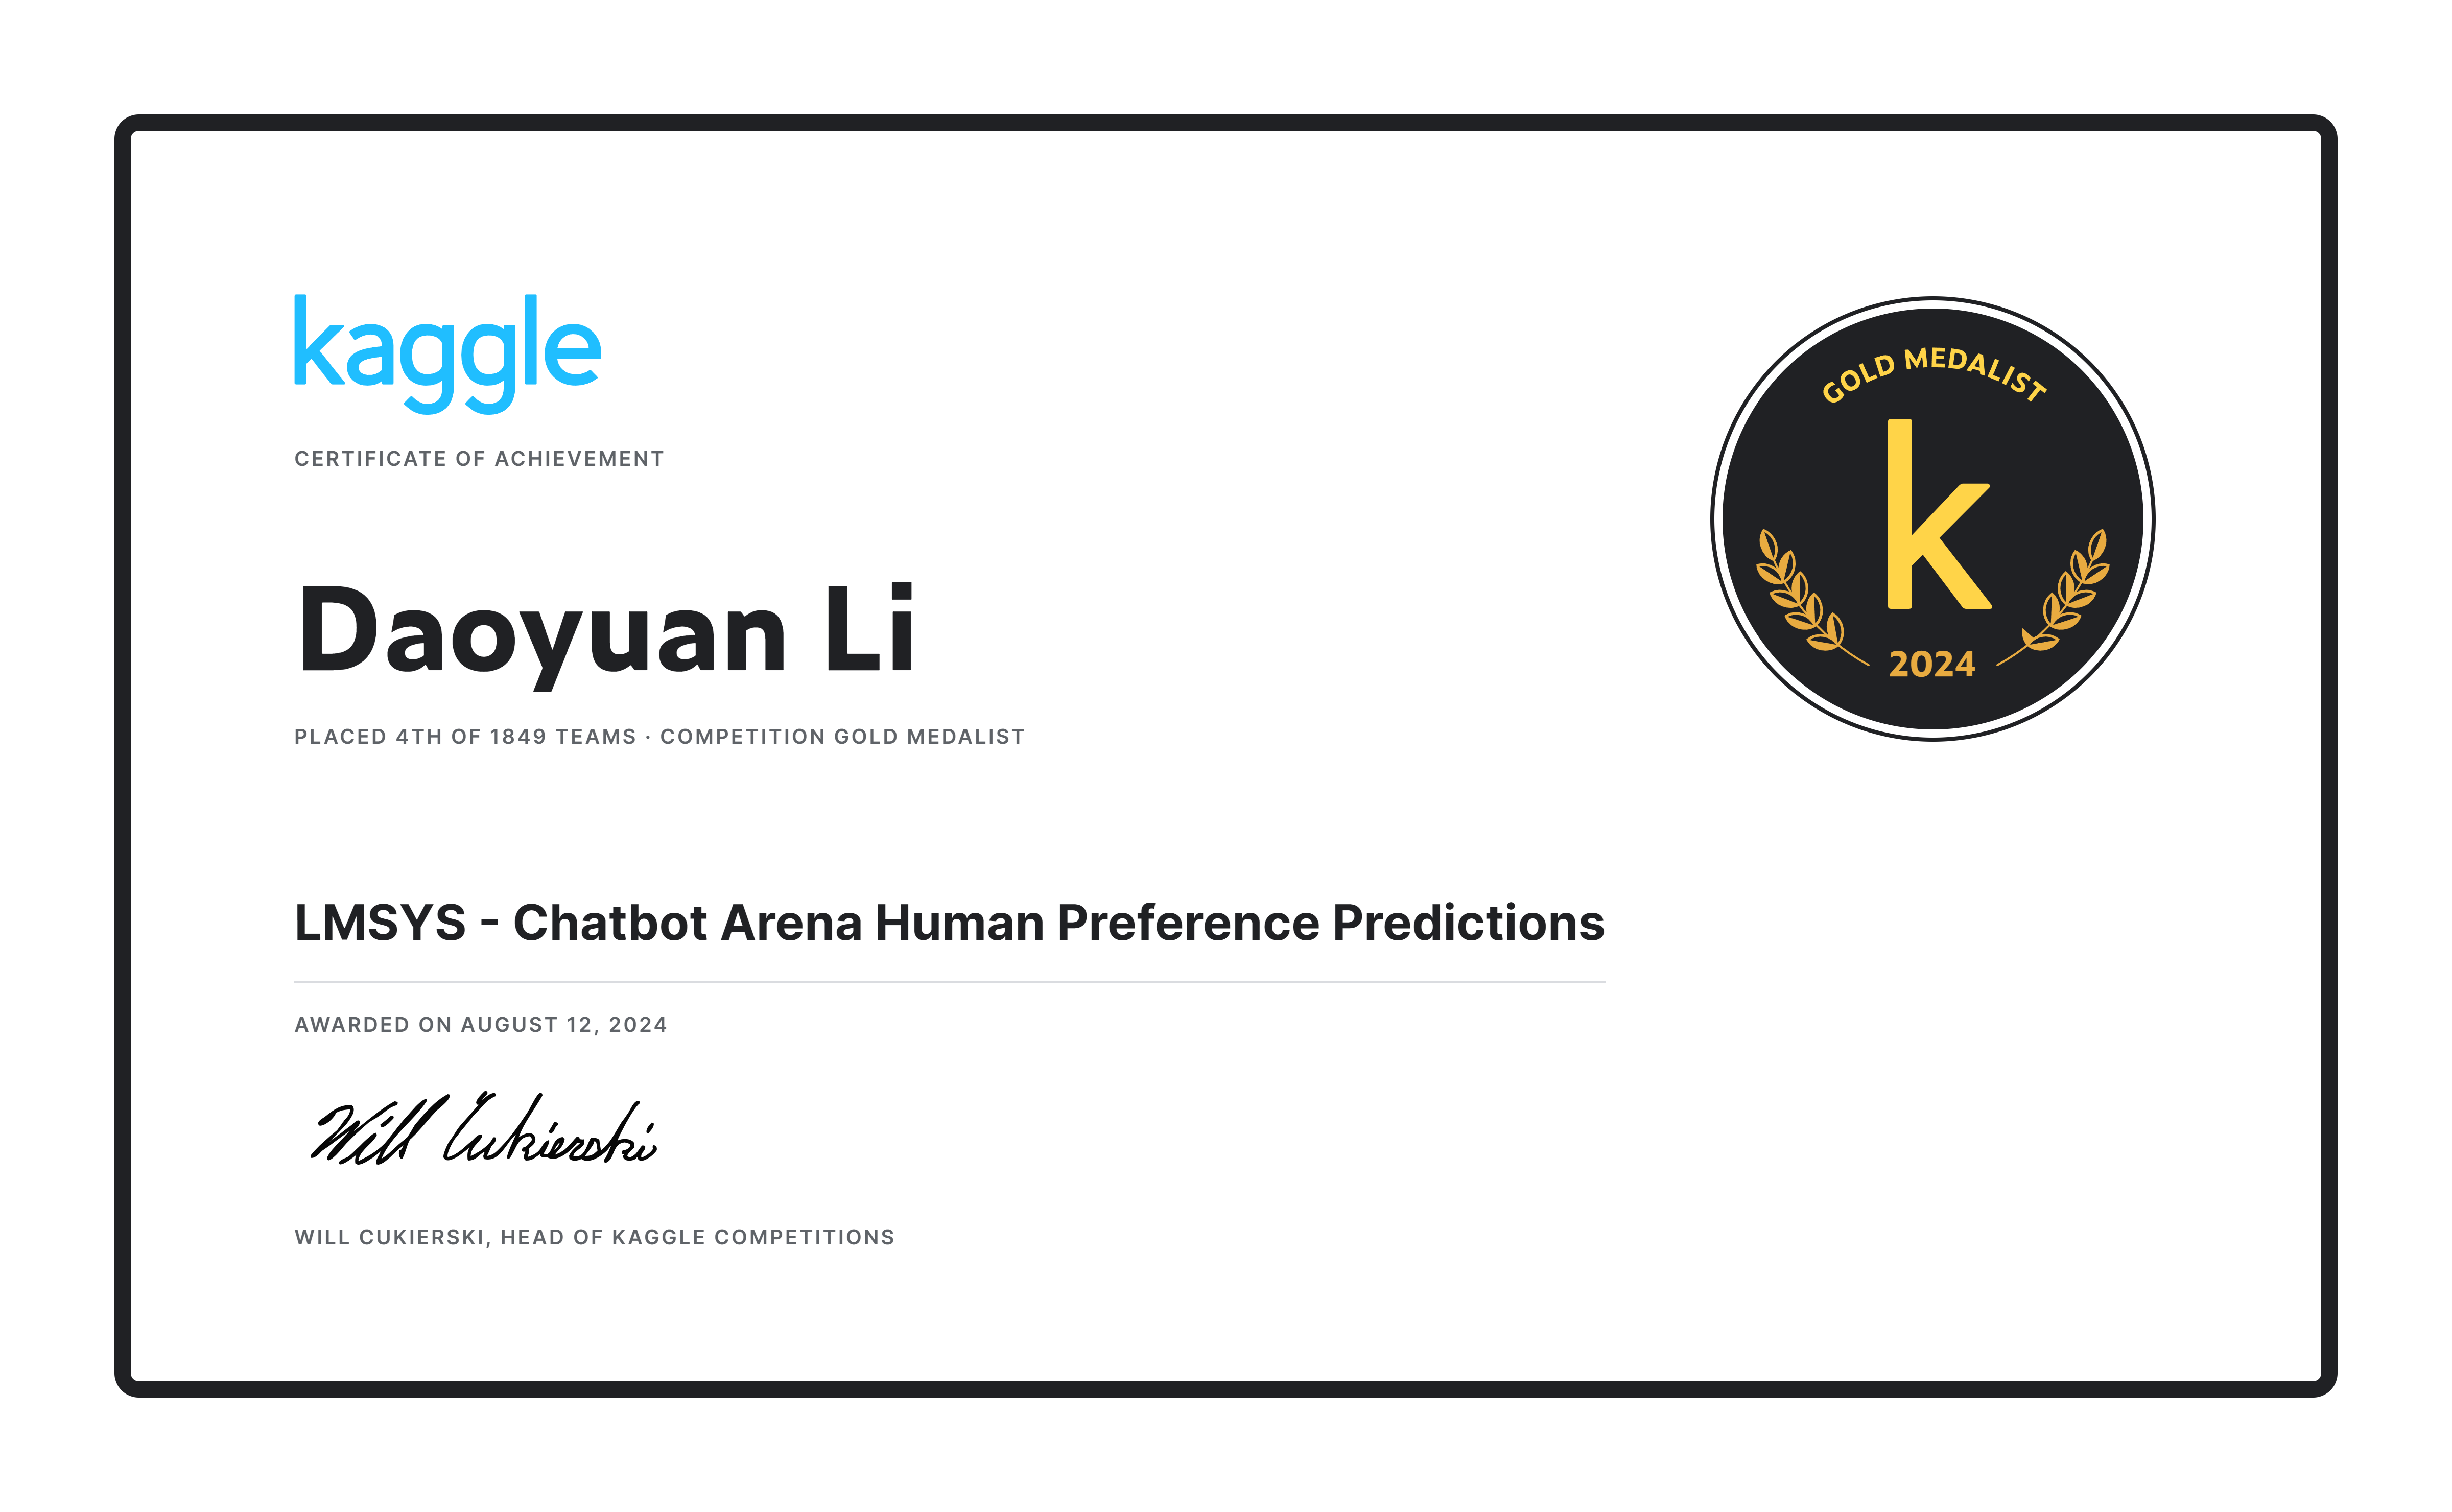 kaggle
CERTIFICATE OF ACHIEVEMENT
GOLD MEDALIST
k
2024
Daoyuan Li
PLACED 4TH OF 1849 TEAMS · COMPETITION GOLD MEDALIST
LMSYS - Chatbot Arena Human Preference Predictions
AWARDED ON AUGUST 12, 2024
Will Cukierski
WILL CUKIERSKI, HEAD OF KAGGLE COMPETITIONS